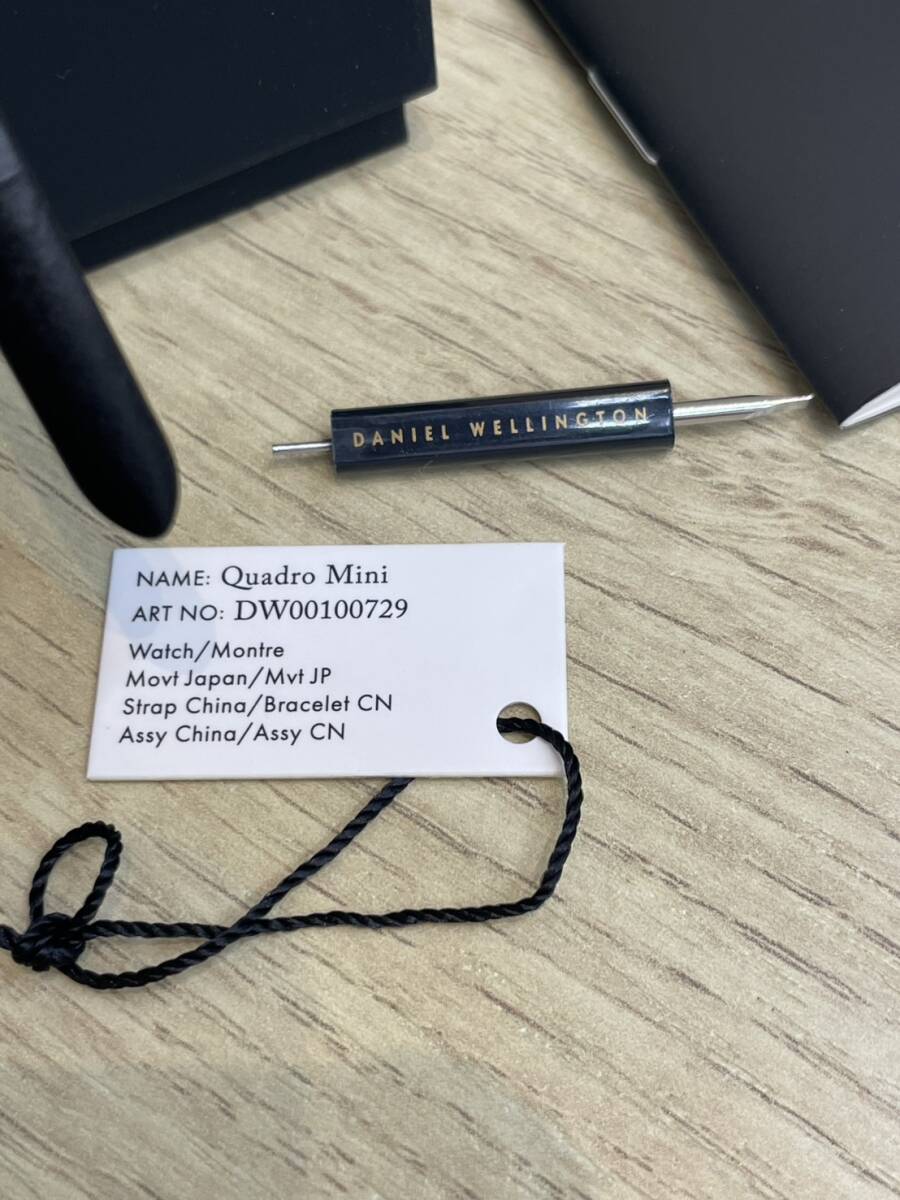 DANIEL WELLINGTON
NAME: Quadro Mini
ART NO: DW00100729
Watch/Montre
Movt Japan/Mvt JP
Strap China/Bracelet CN
Assy China/Assy CN